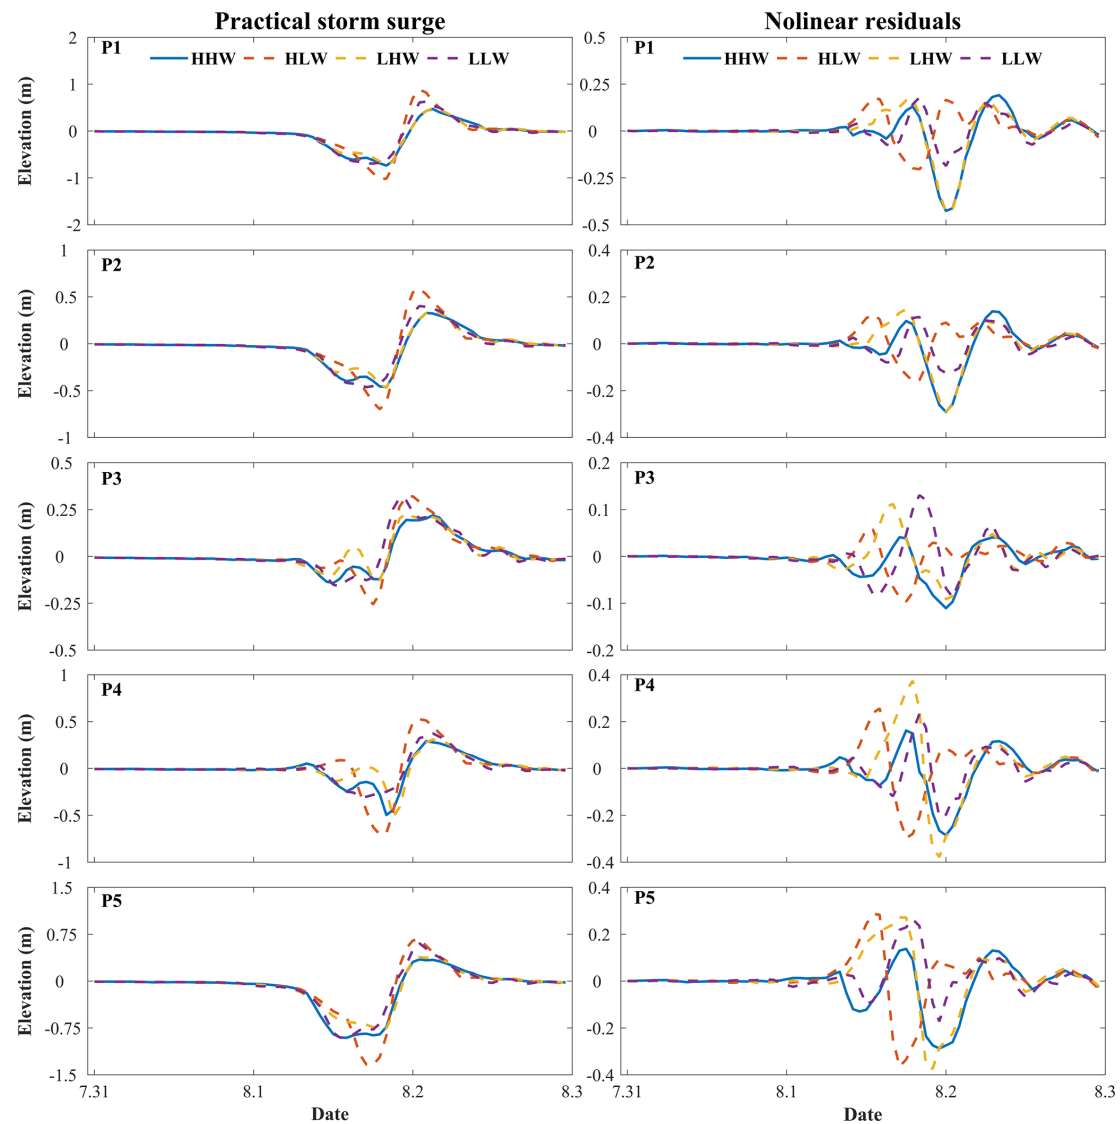 Practical storm surge
Nolinear residuals
P1
HHW HLW LHW LLW
2
1
0
-1
-2
Elevation (m)
P1
HHW HLW LHW LLW
0.5
0.25
0
-0.25
-0.5
P2
1
0.5
0
-0.5
-1
Elevation (m)
P2
0.4
0.2
0
-0.2
-0.4
P3
0.5
0.25
0
-0.25
-0.5
Elevation (m)
P3
0.2
0.1
0
-0.1
-0.2
P4
1
0.5
0
-0.5
-1
Elevation (m)
P4
0.4
0.2
0
-0.2
-0.4
P5
1.5
0.75
0
-0.75
-1.5
Elevation (m)
7.31 8.1 8.2 8.3
Date
P5
0.4
0.2
0
-0.2
-0.4
7.31 8.1 8.2 8.3
Date